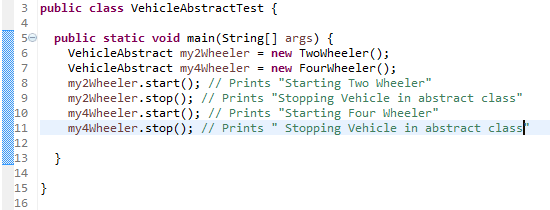 3 public class VehicleAbstractTest {
4
5 public static void main(String[] args) {
6 VehicleAbstract my2Wheeler = new TwoWheeler();
7 VehicleAbstract my4Wheeler = new FourWheeler();
8 my2Wheeler.start(); // Prints "Starting Two Wheeler"
9 my2Wheeler.stop(); // Prints "Stopping Vehicle in abstract class"
10 my4Wheeler.start(); // Prints "Starting Four Wheeler"
11 my4Wheeler.stop(); // Prints " Stopping Vehicle in abstract class"
12
13 }
14
15 }
16